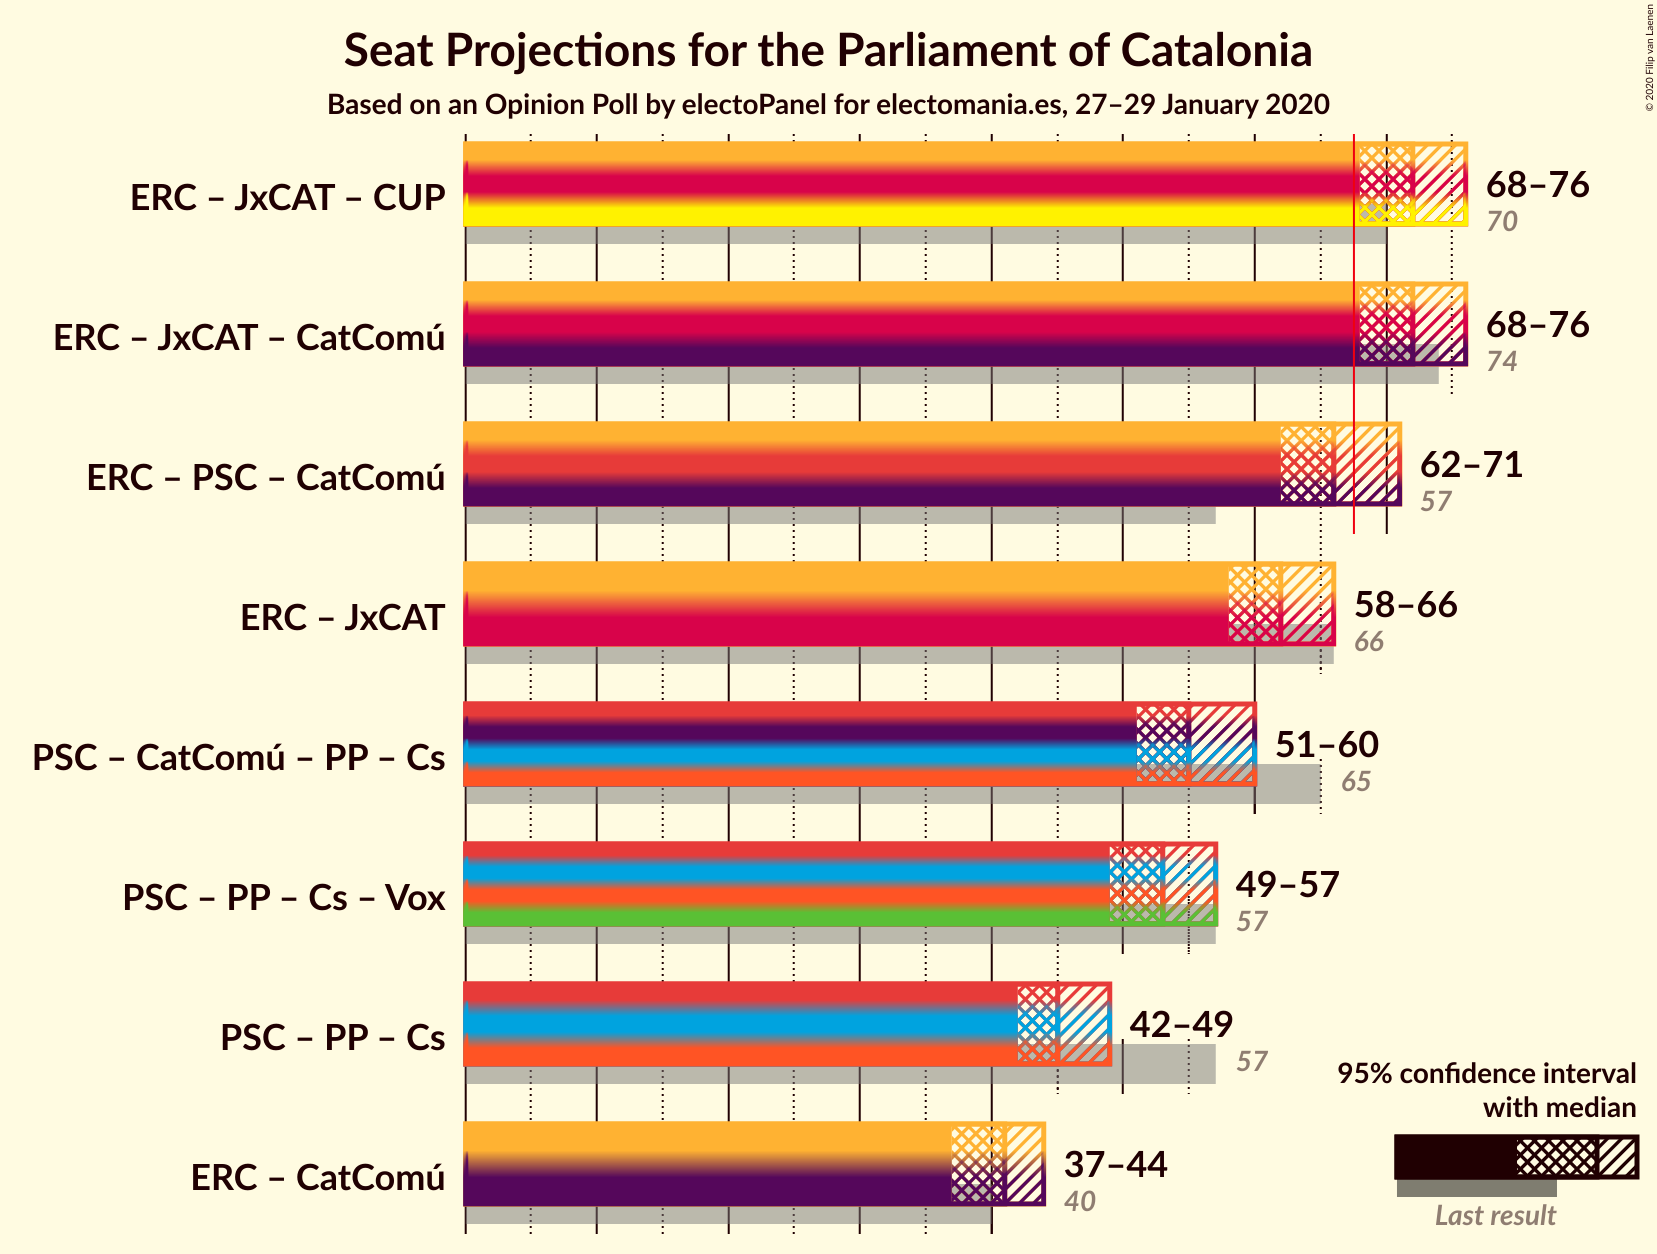 Seat Projections for the Parliament of Catalonia
Based on an Opinion Poll by electoPanel for electomania.es, 27–29 January 2020
© 2020 Filip van Laenen
ERC – JxCAT – CUP
68–76
70
ERC – JxCAT – CatComú
68–76
74
ERC – PSC – CatComú
62–71
57
ERC – JxCAT
58–66
66
PSC – CatComú – PP – Cs
51–60
65
PSC – PP – Cs – Vox
49–57
57
PSC – PP – Cs
42–49
57
ERC – CatComú
37–44
40
95% confidence interval
with median
Last result